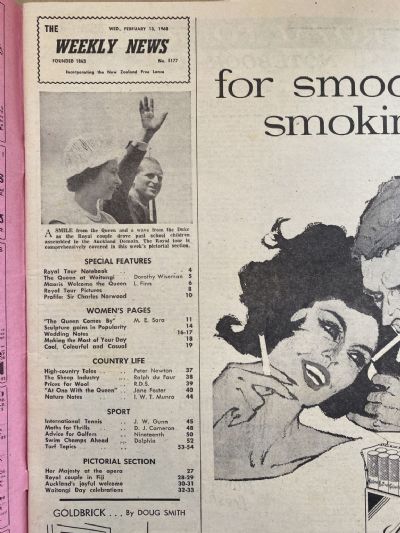 THE
WED., FEBRUARY 13, 1963
WEEKLY NEWS
FOUNDED 1863 No. 5177
Incorporating the New Zealand Free Lance
A SMILE from the Queen and a wave from the Duke
as the Royal couple drove past school children
assembled in the Auckland Domain. The Royal tour is
comprehensively covered in this week's pictorial section.
SPECIAL FEATURES
Royal Tour Notebook ... 4
The Queen at Waitangi Dorothy Wiseman 5
Maoris Welcome the Queen L. Finn 6
Royal Tour Pictures ... 8
Profile: Sir Charles Norwood 10
WOMEN'S PAGES
"The Queen Comes By" M. E. Sara 11
Sculpture gains in Popularity 14
Wedding Notes ... 16-17
Making the Most of Your Day 18
Cool, Colourful and Casual 19
COUNTRY LIFE
High-country Tales ... Peter Newton 37
The Sheep Industry ... Ralph du Faur 38
Prices for Wool ... R.D.S. 39
"At One With the Queen" .. Jane Foster 40
Nature Notes ... I. W. T. Munro 44
SPORT
International Tennis ... J. W. Gunn 45
Moths for Thrills ... D. J. Cameron 48
Advice for Golfers ... Nineteenth 50
Swim Champs Ahead ... Dolphin 52
Turf Topics ... 53-54
PICTORIAL SECTION
Her Majesty at the opera 27
Royal couple in Fiji 28-29
Auckland's joyful welcome 30-31
Waitangi Day celebrations 32-33
GOLDBRICK . . . By DOUG SMITH
for smoo
smokin